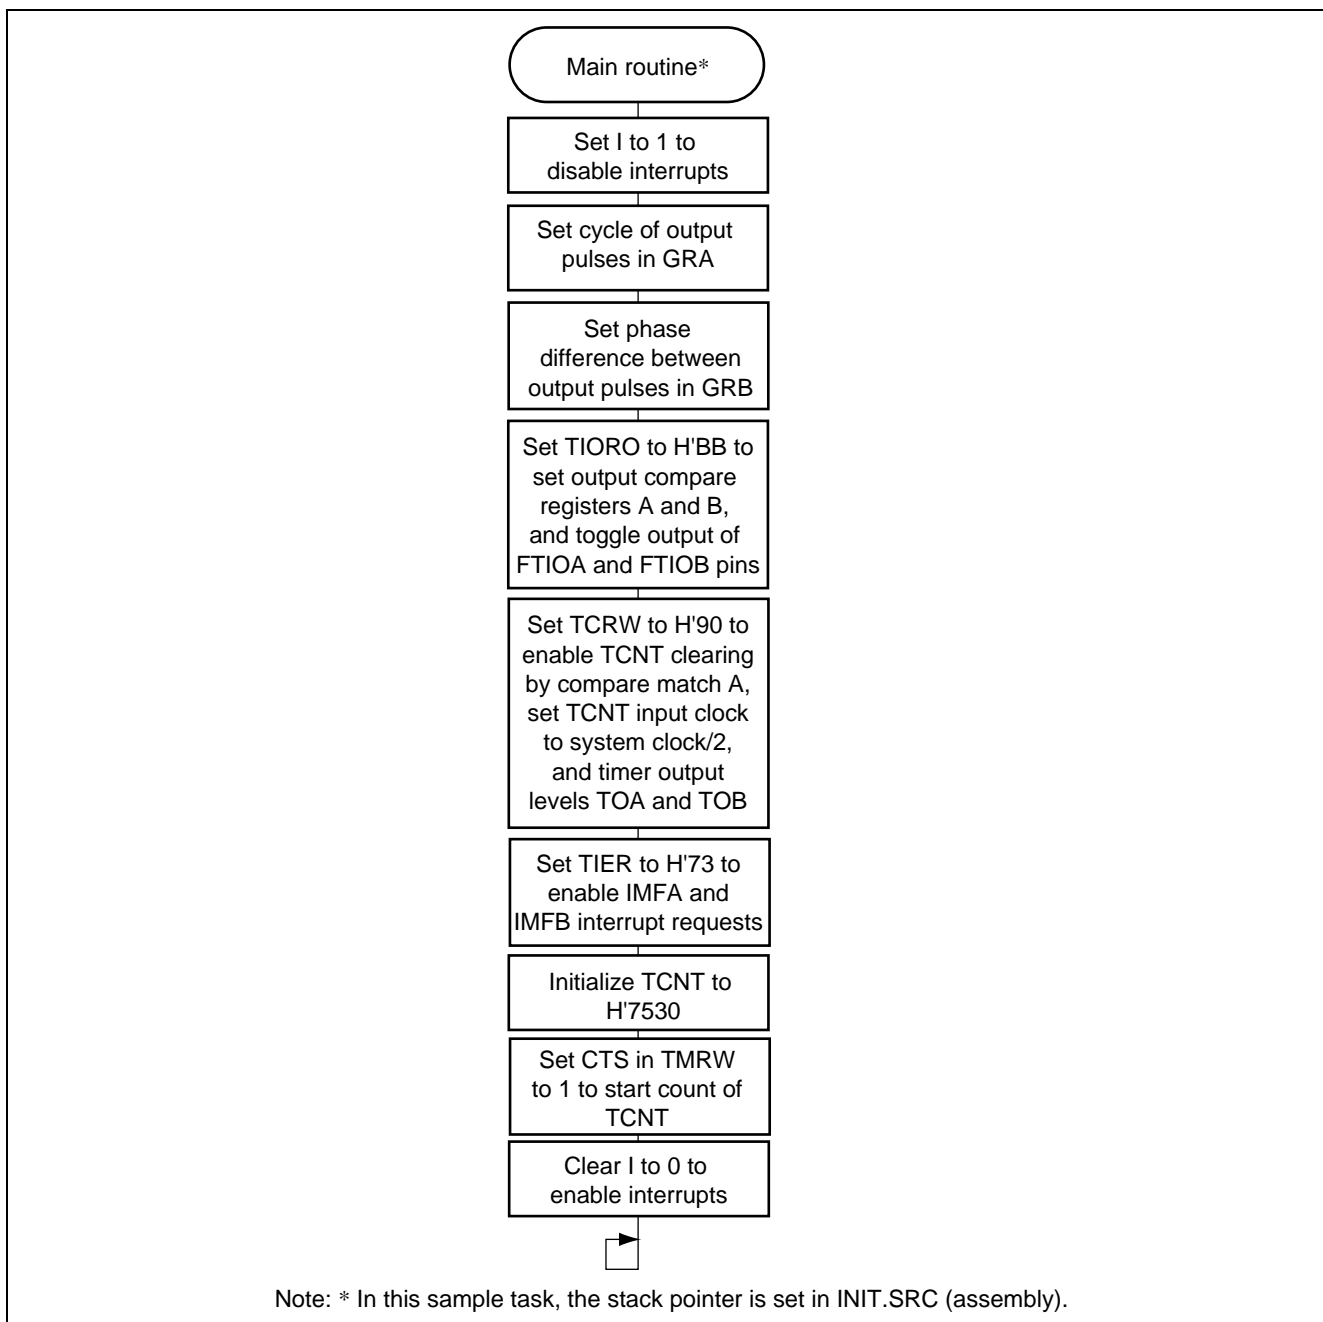 Main routine*
Set I to 1 to
disable interrupts
Set cycle of output
pulses in GRA
Set phase
difference between
output pulses in GRB
Set TIORO to H'BB to
set output compare
registers A and B,
and toggle output of
FTIOA and FTIOB pins
Set TCRW to H'90 to
enable TCNT clearing
by compare match A,
set TCNT input clock
to system clock/2,
and timer output
levels TOA and TOB
Set TIER to H'73 to
enable IMFA and
IMFB interrupt requests
Initialize TCNT to
H'7530
Set CTS in TMRW
to 1 to start count of
TCNT
Clear I to 0 to
enable interrupts
Note: * In this sample task, the stack pointer is set in INIT.SRC (assembly).